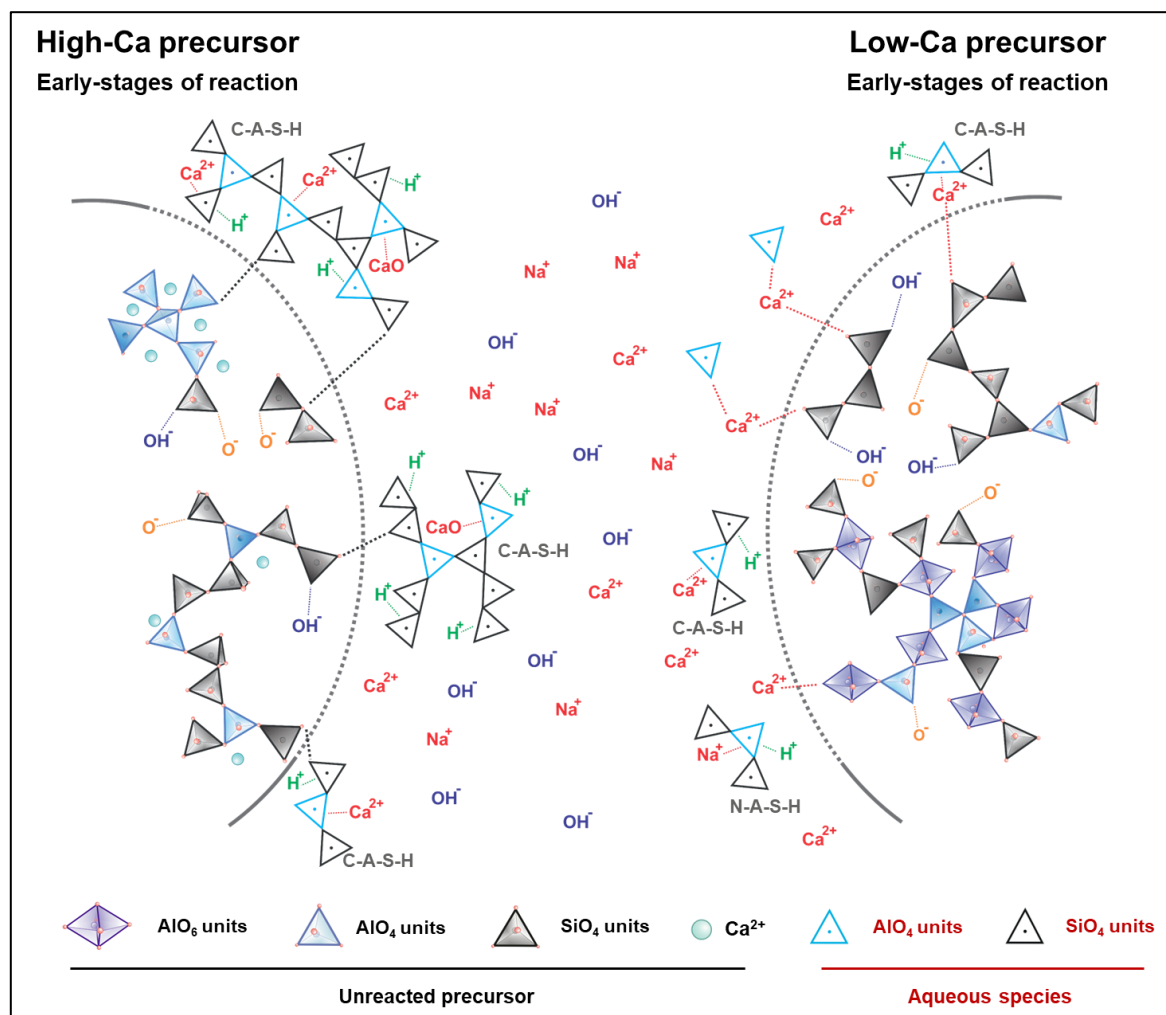 High-Ca precursor
Early-stages of reaction
Low-Ca precursor
Early-stages of reaction
C-A-S-H
Ca²⁺
Ca²⁺
H⁺
H⁺
CaO
H⁺
OH⁻
O⁻
O⁻
O⁻
OH⁻
H⁺
H⁺
CaO
C-A-S-H
H⁺
H⁺
H⁺
Ca²⁺
C-A-S-H
OH⁻
Na⁺
Na⁺
OH⁻
Ca²⁺
Ca²⁺
Na⁺
Na⁺
OH⁻
Na⁺
OH⁻
Ca²⁺
Ca²⁺
OH⁻
Ca²⁺
OH⁻
Na⁺
Na⁺
OH⁻
OH⁻
C-A-S-H
H⁺
Ca²⁺
Ca²⁺
Ca²⁺
OH⁻
Ca²⁺
O⁻
OH⁻
OH⁻
O⁻
O⁻
H⁺
Ca²⁺
C-A-S-H
Ca²⁺
O⁻
Na⁺
H⁺
N-A-S-H
Ca²⁺
AlO₆ units
AlO₄ units
SiO₄ units
Ca²⁺
AlO₄ units
SiO₄ units
Unreacted precursor
Aqueous species